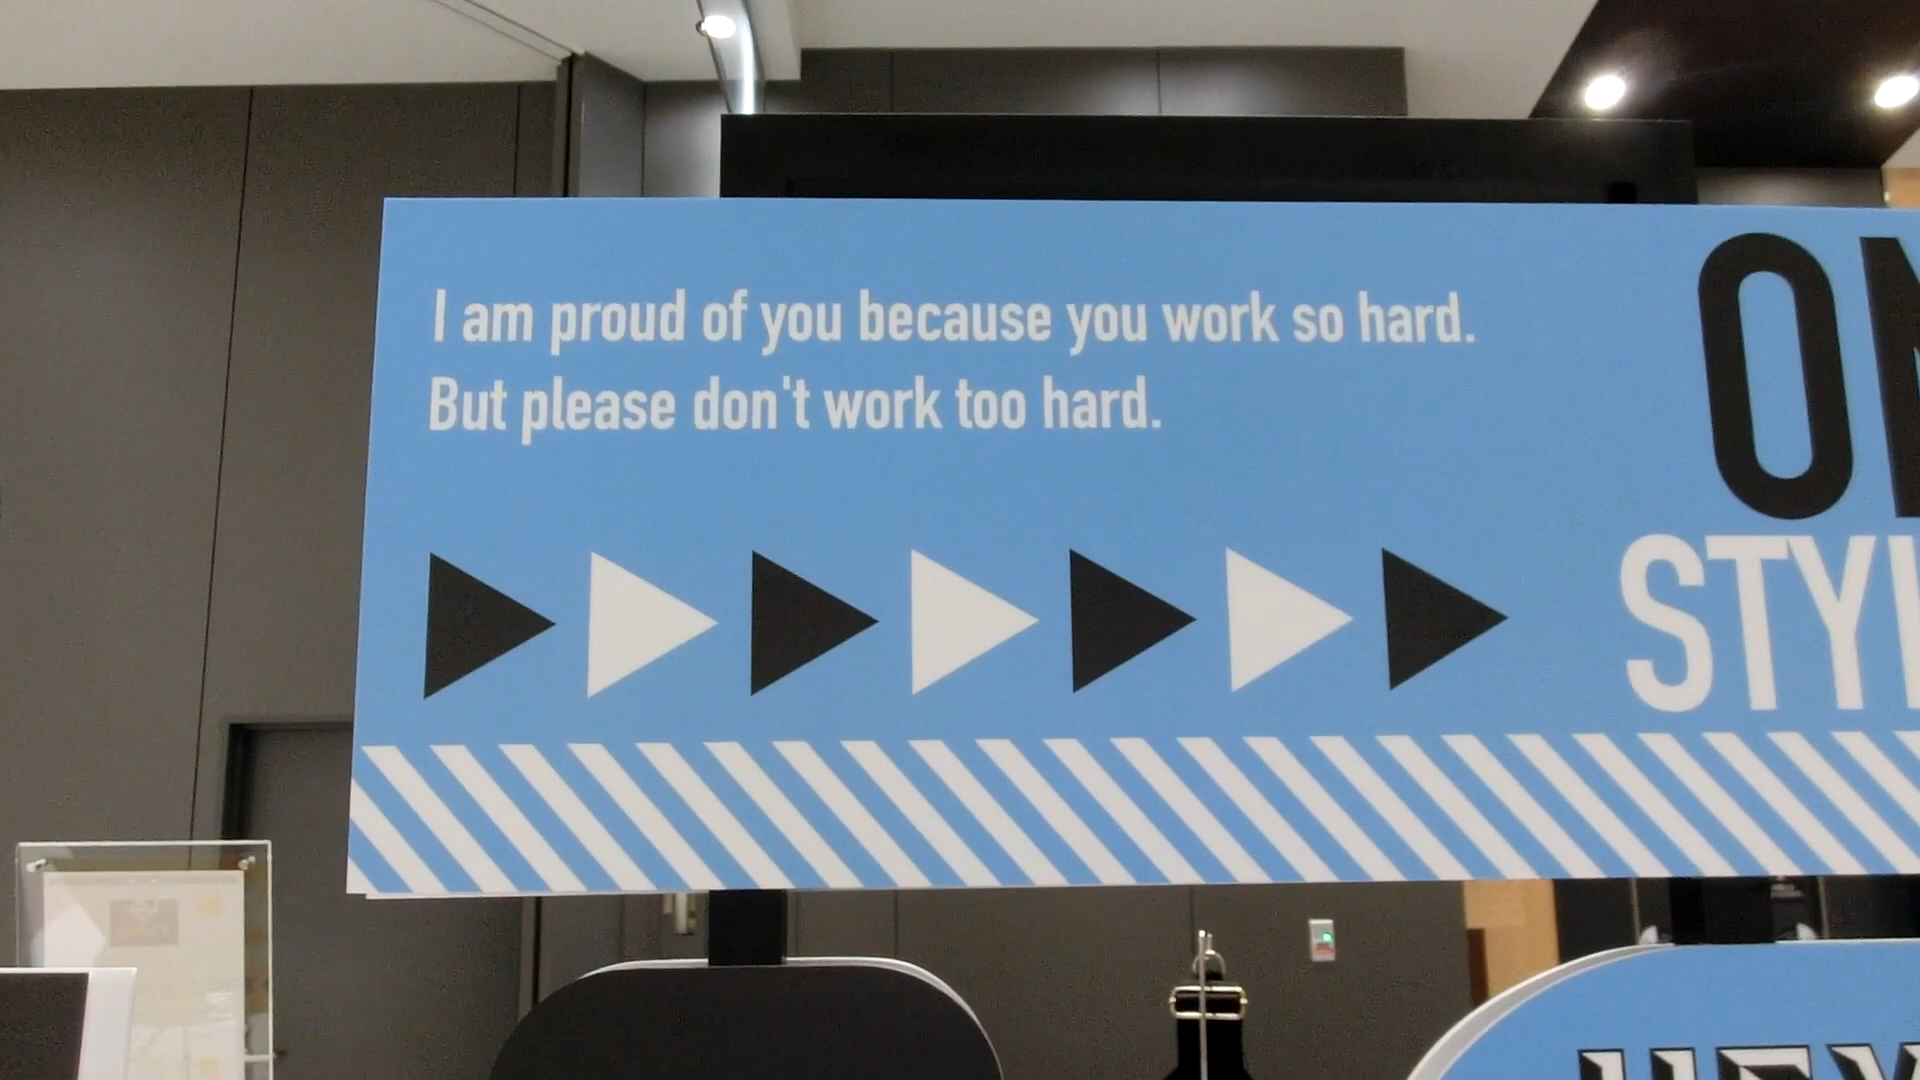 I am proud of you because you work so hard.
But please don't work too hard.